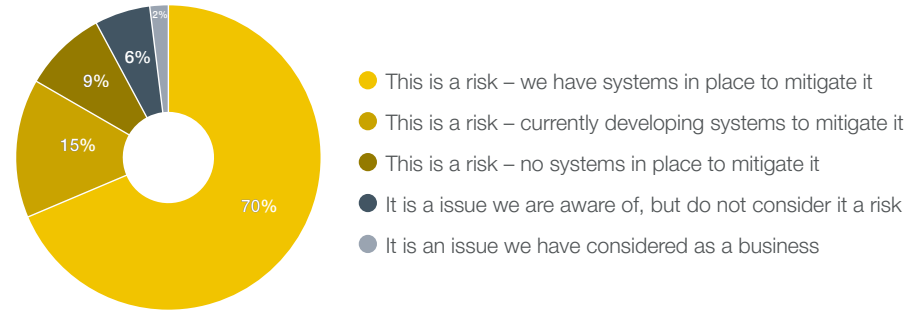 2%
6%
9%
15%
70%
This is a risk – we have systems in place to mitigate it
This is a risk – currently developing systems to mitigate it
This is a risk – no systems in place to mitigate it
It is a issue we are aware of, but do not consider it a risk
It is an issue we have considered as a business